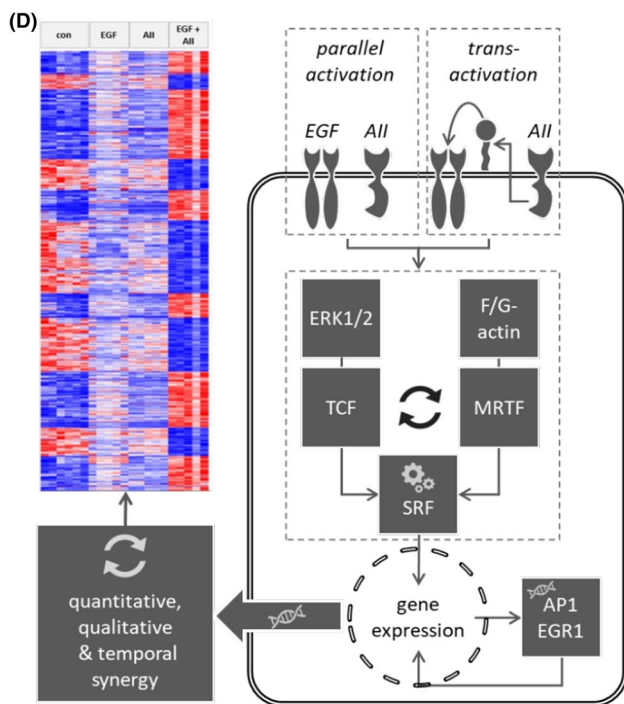 (D)
con EGF AII EGF +
AII
parallel
activation
trans-
activation
EGF AII
AII
ERK1/2
F/G-
actin
TCF
MRTF
SRF
gene
expression
AP1
EGR1
quantitative,
qualitative
& temporal
synergy